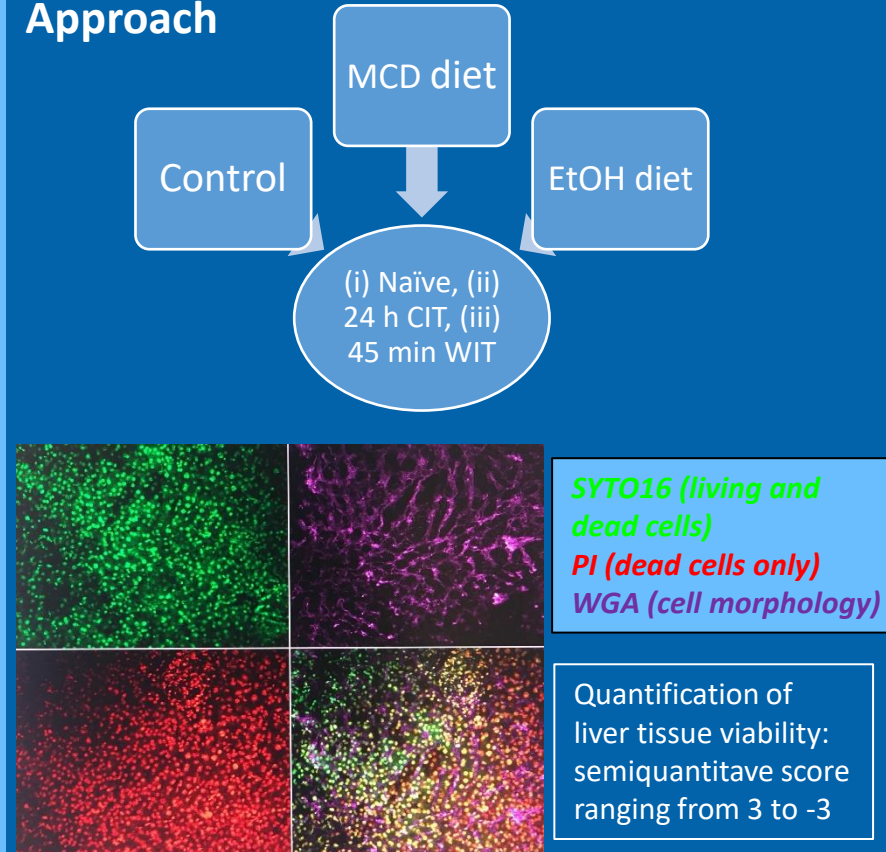 Approach
MCD diet
Control
EtOH diet
(i) Naïve, (ii)
24 h CIT, (iii)
45 min WIT
SYTO16 (living and
dead cells)
PI (dead cells only)
WGA (cell morphology)
Quantification of
liver tissue viability:
semiquantitave score
ranging from 3 to -3